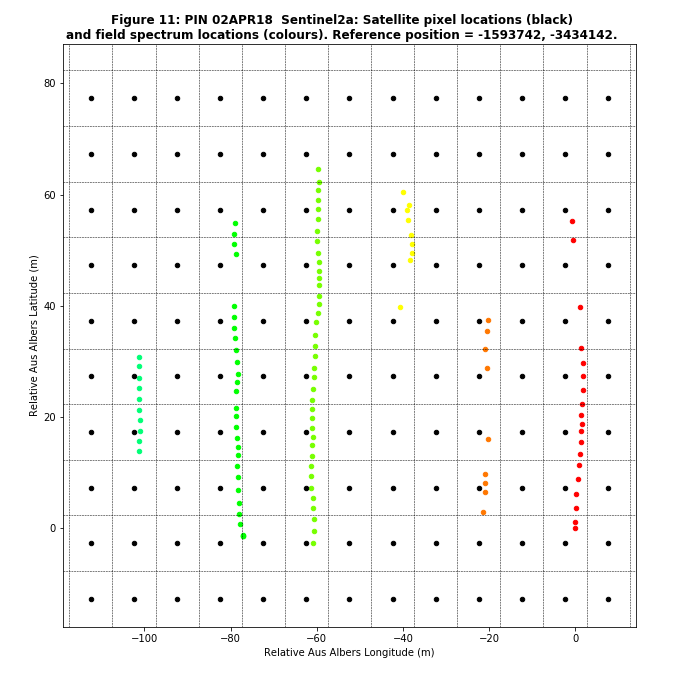 Figure 11: PIN 02APR18  Sentinel2a: Satellite pixel locations (black)
and field spectrum locations (colours). Reference position = -1593742, -3434142.
80
60
40
20
0
Relative Aus Albers Latitude (m)
−100
−80
−60
−40
−20
0
Relative Aus Albers Longitude (m)